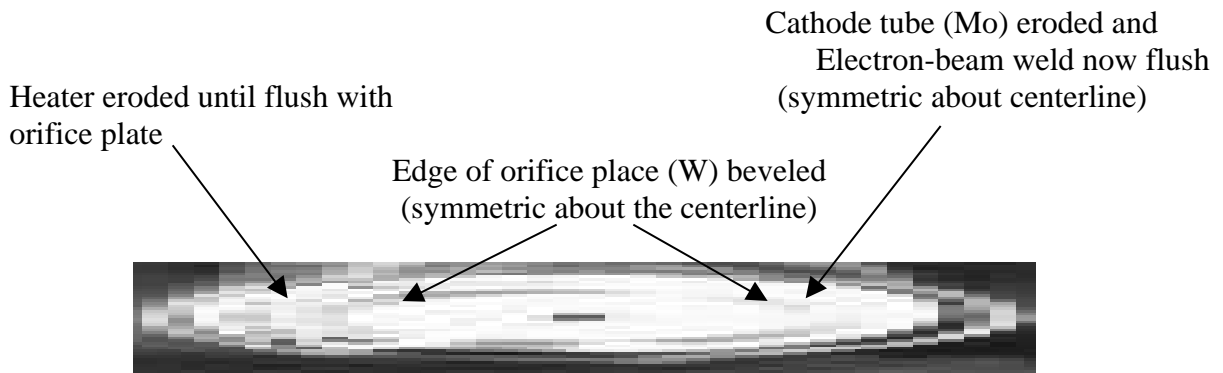 Cathode tube (Mo) eroded and
Electron-beam weld now flush
(symmetric about centerline)
Heater eroded until flush with
orifice plate
Edge of orifice place (W) beveled
(symmetric about the centerline)